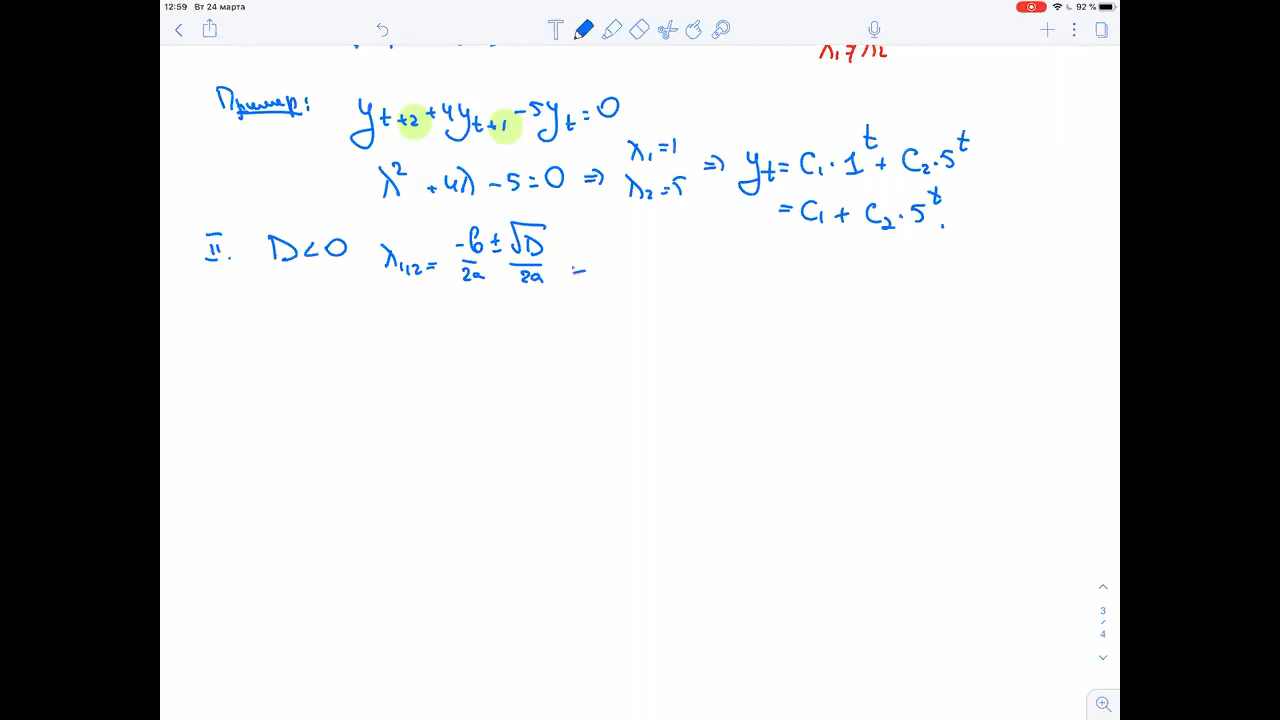 12:59 Вт 24 марта
92 %
λ₁ ≠ λ₂
Пример: y_{t+2} + 4y_{t+1} - 5y_t = 0
λ² + 4λ - 5 = 0 ⇒ λ₁ = 1 λ₂ = 5 ⇒ y_t = C₁ · 1^t + C₂ · 5^t
= C₁ + C₂ · 5^t.
II. D < 0 λ_{1,2} = -b/2a ± √D/2a =
3
4